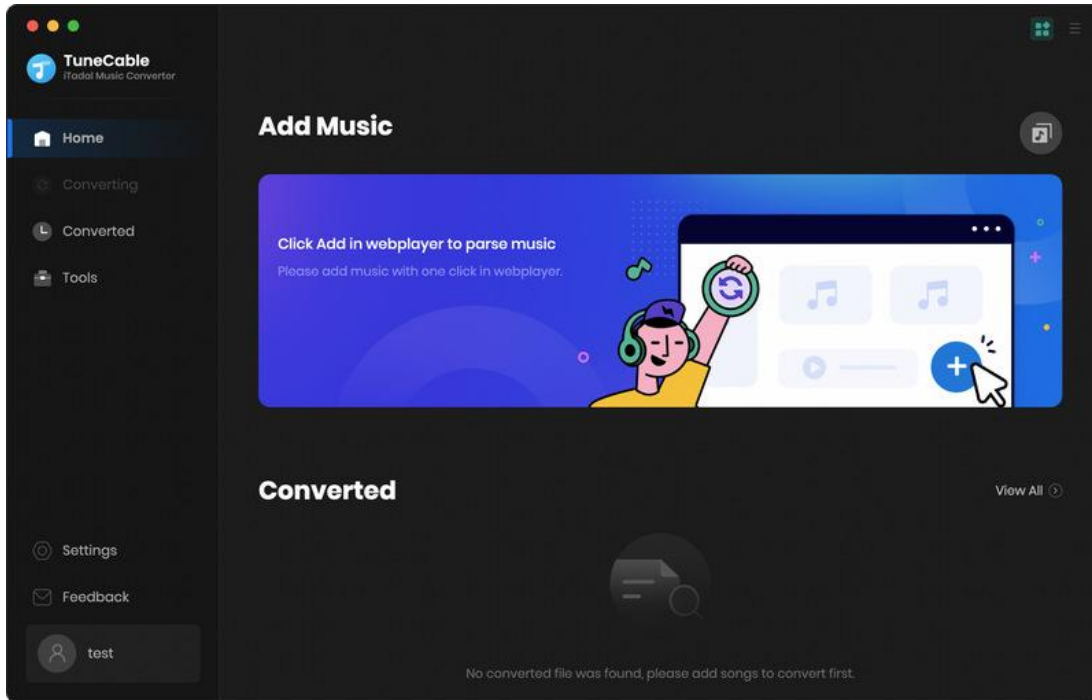 TuneCable
iTadal Music Converter
Home
Converting
Converted
Tools
Settings
Feedback
test
Add Music
Click Add in webplayer to parse music
Please add music with one click in webplayer.
Converted
View All
No converted file was found, please add songs to convert first.